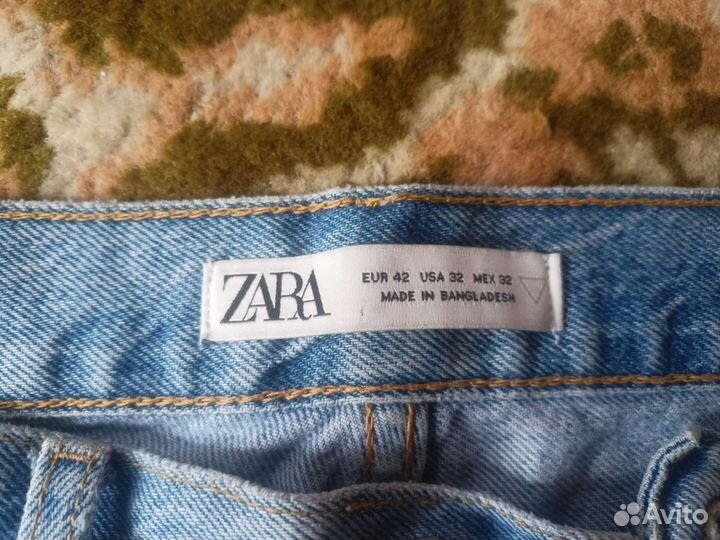 ZARA
EUR 42 USA 32 MEX 32
MADE IN BANGLADESH
Avito